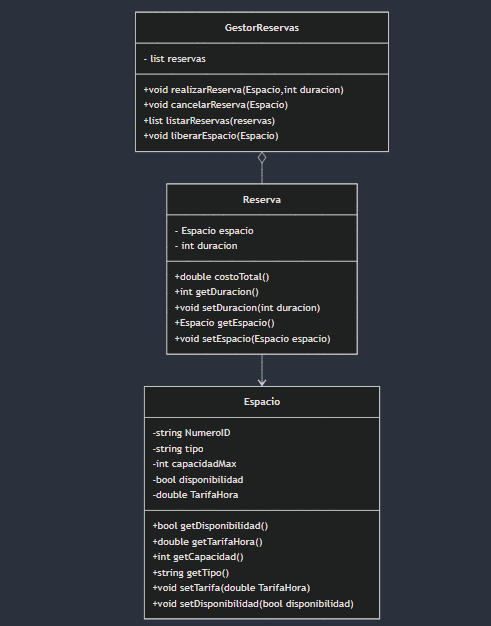 GestorReservas
- list reservas
+void realizarReserva(Espacio,int duracion)
+void cancelarReserva(Espacio)
+list listarReservas(reservas)
+void liberarEspacio(Espacio)
Reserva
- Espacio espacio
- int duracion
+double costoTotal()
+int getDuracion()
+void setDuracion(int duracion)
+Espacio getEspacio()
+void setEspacio(Espacio espacio)
Espacio
-string NumeroID
-string tipo
-int capacidadMax
-bool disponibilidad
-double TarifaHora
+bool getDisponibilidad()
+double getTarifaHora()
+int getCapacidad()
+string getTipo()
+void setTarifa(double TarifaHora)
+void setDisponibilidad(bool disponibilidad)